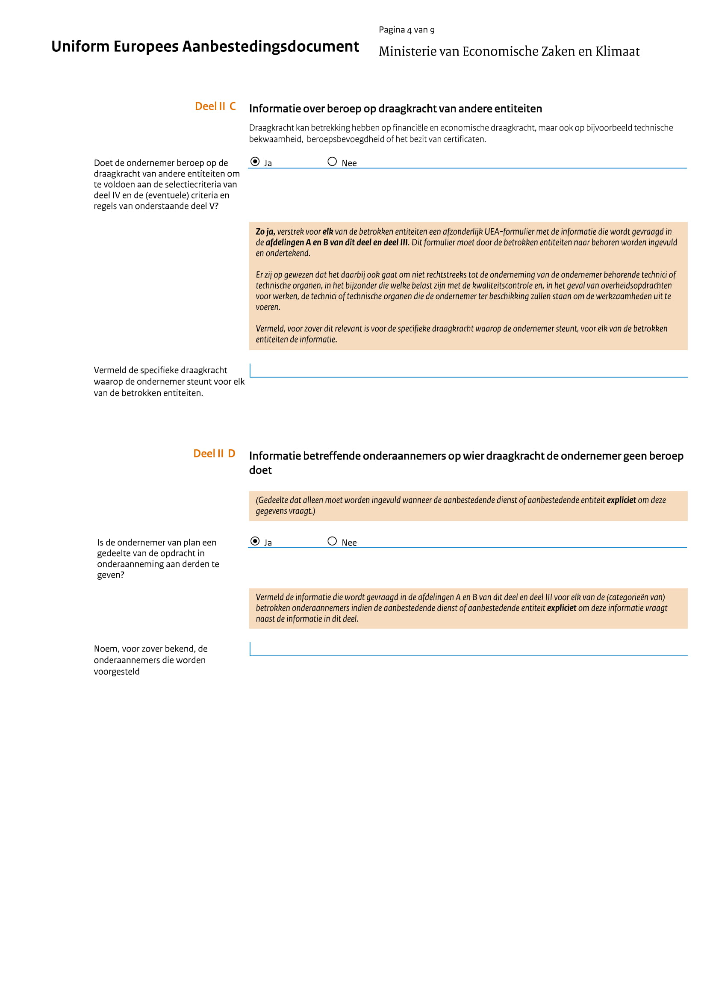 Pagina 4 van 9
Uniform Europees Aanbestedingsdocument
Ministerie van Economische Zaken en Klimaat
Deel II C
Informatie over beroep op draagkracht van andere entiteiten
Draagkracht kan betrekking hebben op financiële en economische draagkracht, maar ook op bijvoorbeeld technische
bekwaamheid, beroepsbevoegdheid of het bezit van certificaten.
Doet de ondernemer beroep op de
draagkracht van andere entiteiten om
te voldoen aan de selectiecriteria van
deel IV en de (eventuele) criteria en
regels van onderstaande deel V?
Ja Nee
Zo ja, verstrek voor elk van de betrokken entiteiten een afzonderlijk UEA-formulier met de informatie die wordt gevraagd in
de afdelingen A en B van dit deel en deel III. Dit formulier moet door de betrokken entiteiten naar behoren worden ingevuld
en ondertekend.
Er zij op gewezen dat het daarbij ook gaat om niet rechtstreeks tot de onderneming van de ondernemer behorende technici of
technische organen, in het bijzonder die welke belast zijn met de kwaliteitscontrole en, in het geval van overheidsopdrachten
voor werken, de technici of technische organen die de ondernemer ter beschikking zullen staan om de werkzaamheden uit te
voeren.
Vermeld, voor zover dit relevant is voor de specifieke draagkracht waarop de ondernemer steunt, voor elk van de betrokken
entiteiten de informatie.
Vermeld de specifieke draagkracht
waarop de ondernemer steunt voor elk
van de betrokken entiteiten.
Deel II D
Informatie betreffende onderaannemers op wier draagkracht de ondernemer geen beroep
doet
(Gedeelte dat alleen moet worden ingevuld wanneer de aanbestedende dienst of aanbestedende entiteit expliciet om deze
gegevens vraagt.)
Is de ondernemer van plan een
gedeelte van de opdracht in
onderaanneming aan derden te
geven?
Ja Nee
Vermeld de informatie die wordt gevraagd in de afdelingen A en B van dit deel en deel III voor elk van de (categorieën van)
betrokken onderaannemers indien de aanbestedende dienst of aanbestedende entiteit expliciet om deze informatie vraagt
naast de informatie in dit deel.
Noem, voor zover bekend, de
onderaannemers die worden
voorgesteld